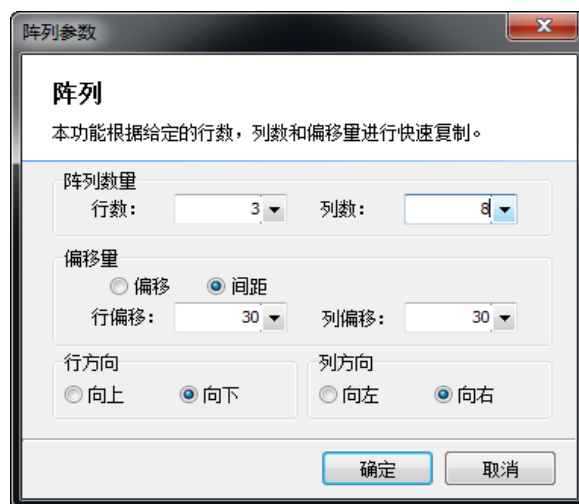 阵列参数
阵列
本功能根据给定的行数，列数和偏移量进行快速复制。
阵列数量
行数： 3 列数： 8
偏移量
偏移 间距
行偏移： 30 列偏移： 30
行方向 列方向
向上 向下 向左 向右
确定 取消